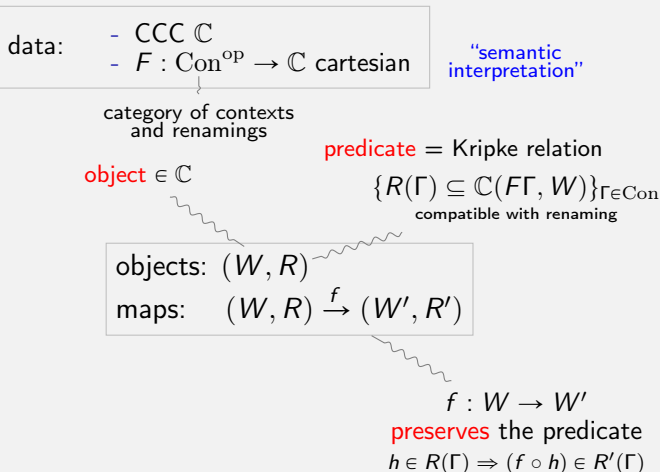 data:
- CCC ℂ
- F : Con^op → ℂ cartesian
"semantic
interpretation"
category of contexts
and renamings
predicate = Kripke relation
object ∈ ℂ
{R(Γ) ⊆ ℂ(FΓ, W)}_Γ∈Con
compatible with renaming
objects: (W, R)
maps: (W, R) →^f (W′, R′)
f : W → W′
preserves the predicate
h ∈ R(Γ) ⇒ (f ∘ h) ∈ R′(Γ)